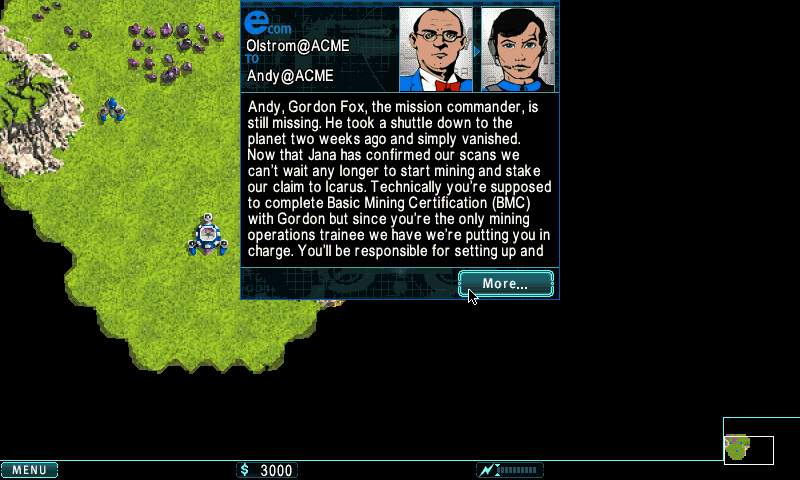 ecom
Olstrom@ACME
TO
Andy@ACME
Andy, Gordon Fox, the mission commander, is
still missing. He took a shuttle down to the
planet two weeks ago and simply vanished.
Now that Jana has confirmed our scans we
can't wait any longer to start mining and stake
our claim to Icarus. Technically you're supposed
to complete Basic Mining Certification (BMC)
with Gordon but since you're the only mining
operations trainee we have we're putting you in
charge. You'll be responsible for setting up and
More...
MENU
$ 3000